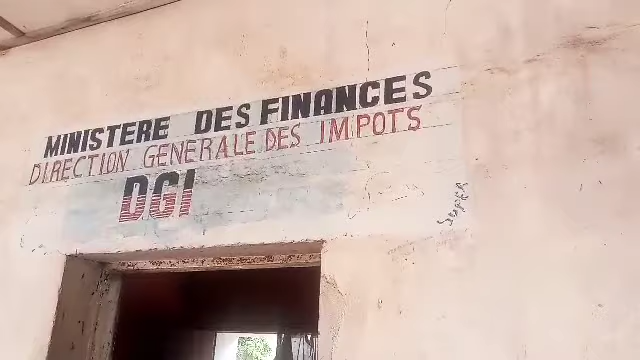 MINISTERE DES FINANCES
DIRECTION GENERALE DES IMPOTS
DGI